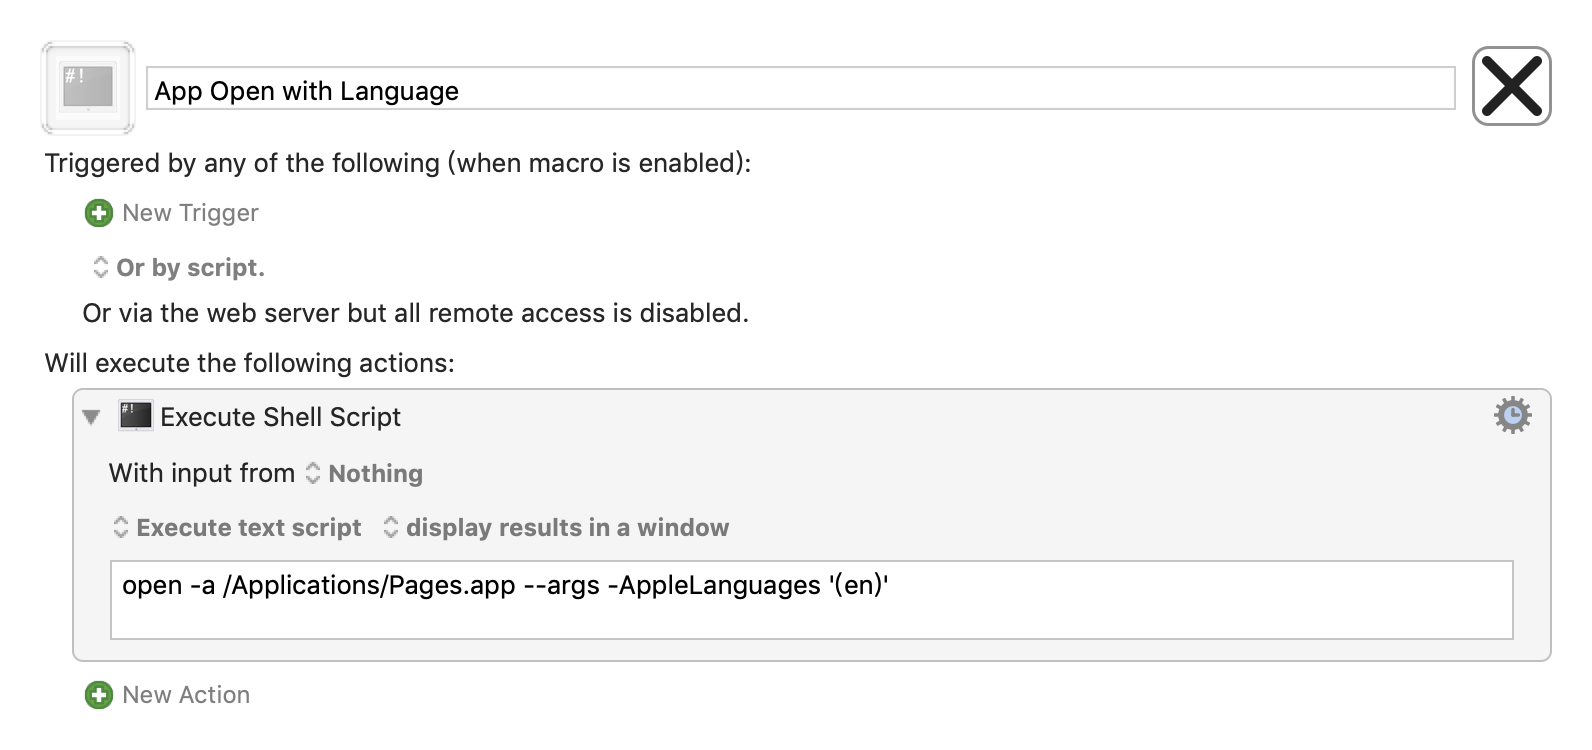 #!
App Open with Language
Triggered by any of the following (when macro is enabled):
New Trigger
Or by script.
Or via the web server but all remote access is disabled.
Will execute the following actions:
#! Execute Shell Script
With input from Nothing
Execute text script display results in a window
open -a /Applications/Pages.app --args -AppleLanguages '(en)'
New Action